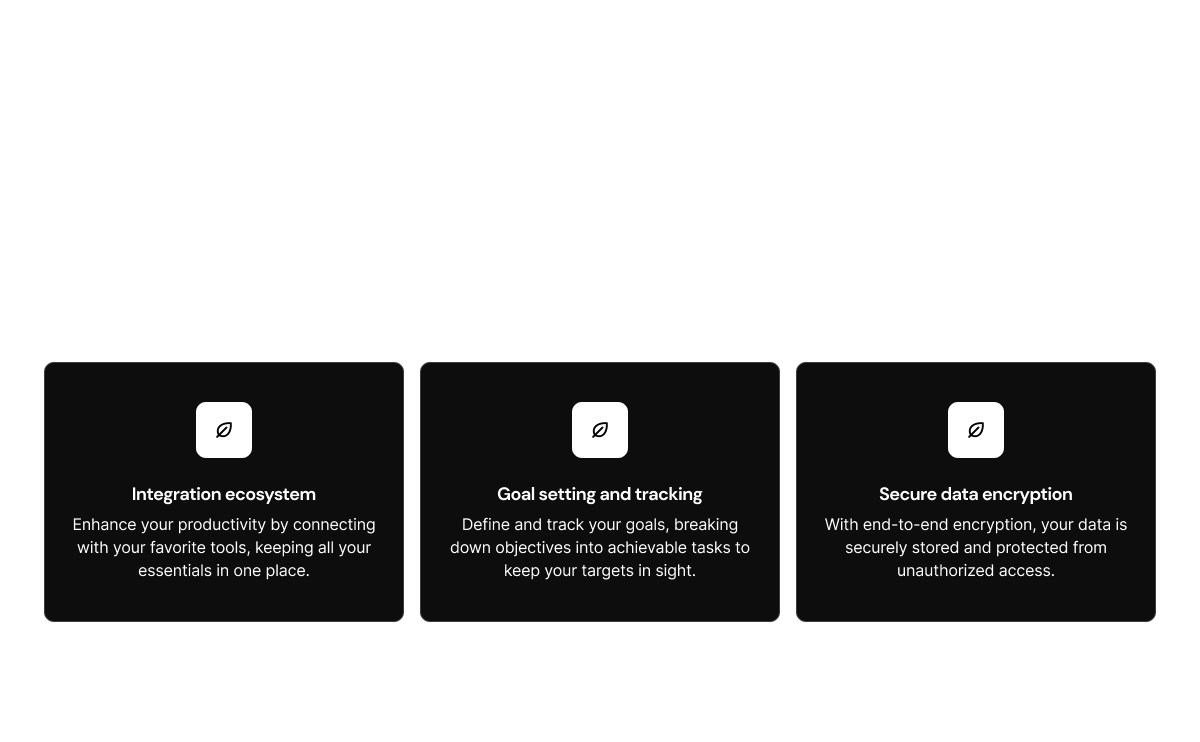 Integration ecosystem
Enhance your productivity by connecting
with your favorite tools, keeping all your
essentials in one place.
Goal setting and tracking
Define and track your goals, breaking
down objectives into achievable tasks to
keep your targets in sight.
Secure data encryption
With end-to-end encryption, your data is
securely stored and protected from
unauthorized access.